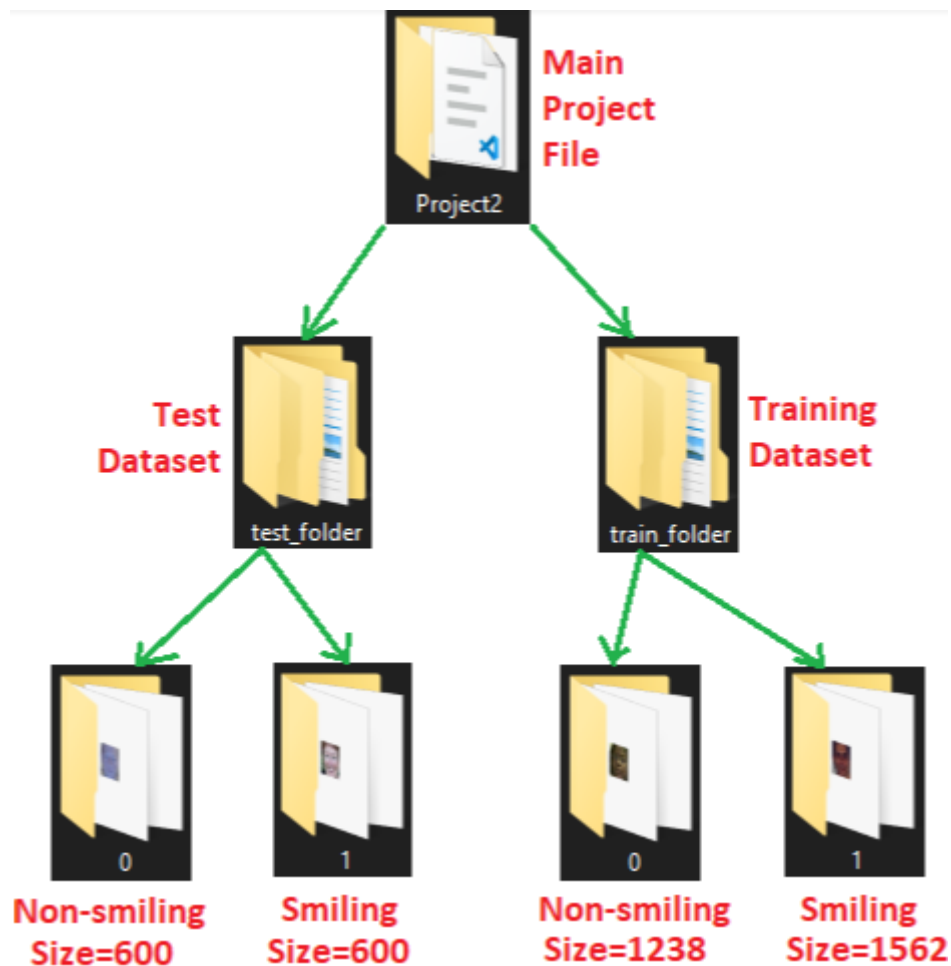 Main
Project
File
Project2
Test
Dataset
test_folder
Training
Dataset
train_folder
0
Non-smiling
Size=600
1
Smiling
Size=600
0
Non-smiling
Size=1238
1
Smiling
Size=1562